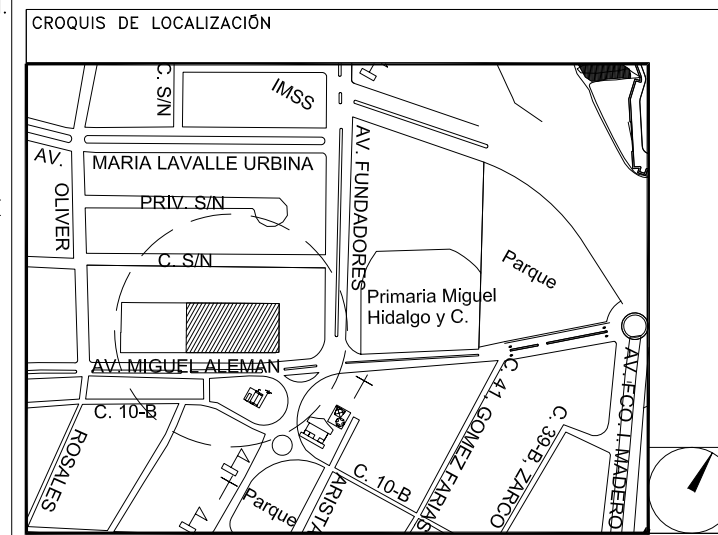 CROQUIS DE LOCALIZACIÓN
C. S/N
IMSS
AV. OLIVER
MARIA LAVALLE URBINA
AV. FUNDADORES
PRIV. S/N
C. S/N
Parque
Primaria Miguel
Hidalgo y C.
AV. MIGUEL ALEMAN
C. 10-B
ROSALES
Parque
ARISTA
C. 10-B
C. 41, GOMEZ FARIAS
C. 39-B, ZARCO
AV. FCO. I. MADERO